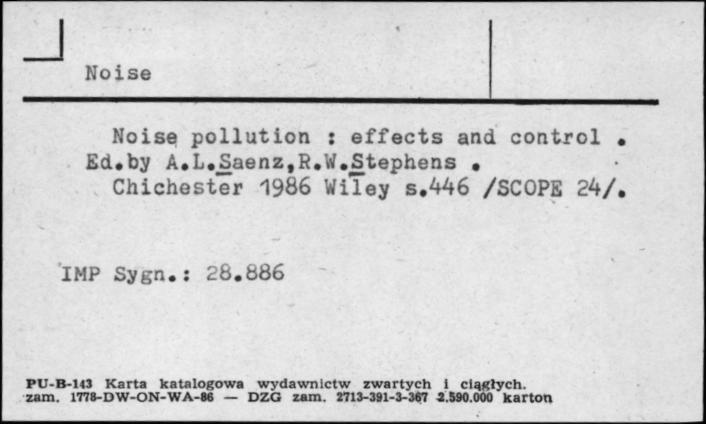 Noise
Noise pollution : effects and control .
Ed.by A.L.Saenz,R.W.Stephens .
Chichester 1986 Wiley s.446 /SCOPE 24/.
IMP Sygn.: 28.886
PU-B-143 Karta katalogowa wydawnictw zwartych i ciągłych.
zam. 1778-DW-ON-WA-86 — DZG zam. 2713-391-3-367 2.590.000 karton